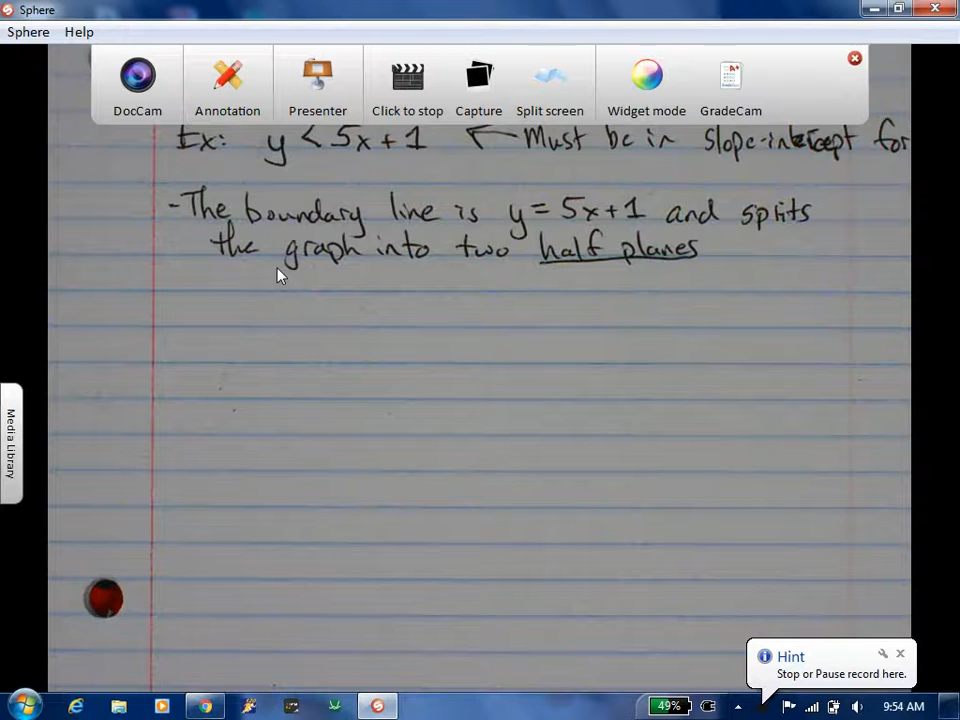 Sphere
Sphere Help
DocCam Annotation Presenter Click to stop Capture Split screen Widget mode GradeCam
Ex: y < 5x + 1 ← Must be in slope-intercept for
- The boundary line is y = 5x + 1 and splits
the graph into two half planes
Media Library
Hint
Stop or Pause record here.
49%
9:54 AM